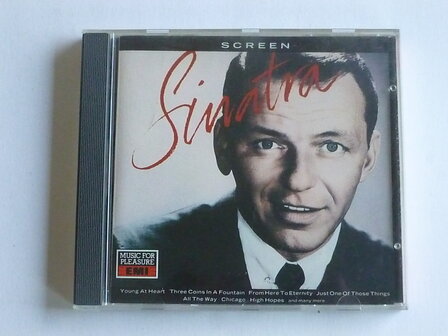 SCREEN
Sinatra
MUSIC FOR
PLEASURE
EMI
Young At Heart Three Coins In A Fountain From Here To Eternity Just One Of Those Things
All The Way Chicago High Hopes and many more